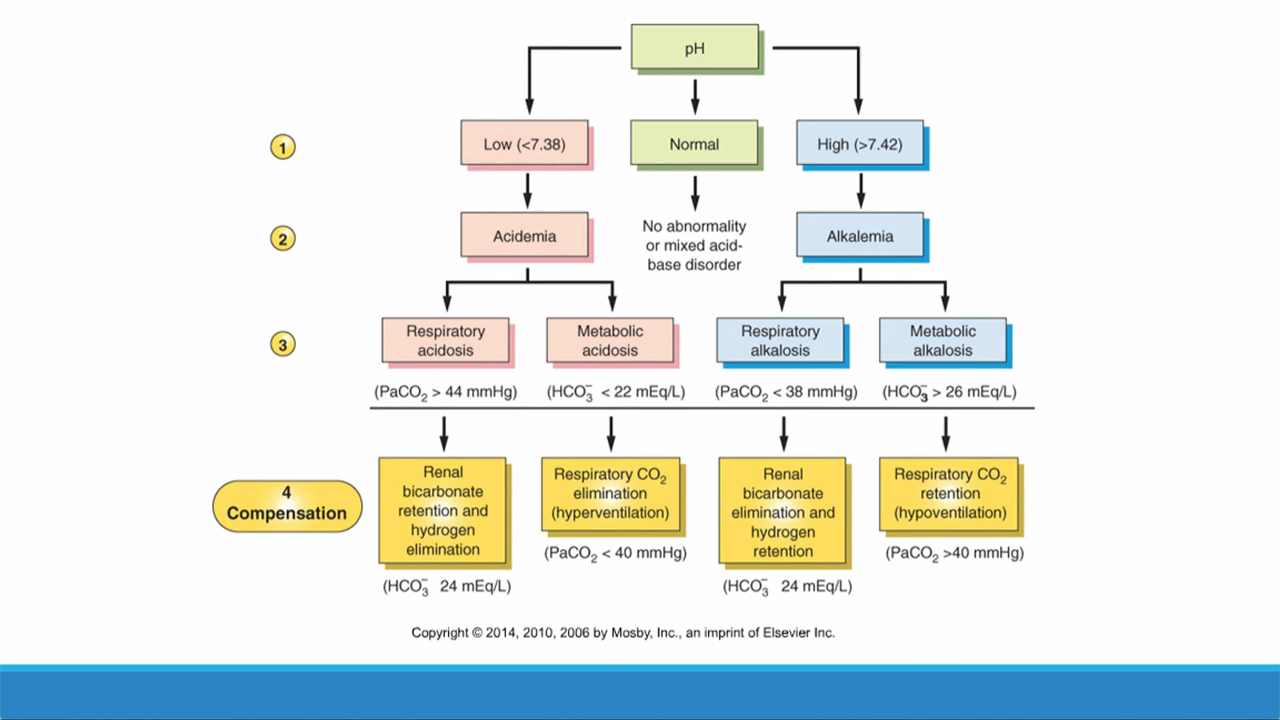 pH
1
Low (<7.38)
Normal
High (>7.42)
2
Acidemia
No abnormality
or mixed acid-
base disorder
Alkalemia
3
Respiratory
acidosis
Metabolic
acidosis
Respiratory
alkalosis
Metabolic
alkalosis
(PaCO₂ > 44 mmHg)
(HCO₃⁻ < 22 mEq/L)
(PaCO₂ < 38 mmHg)
(HCO₃⁻ > 26 mEq/L)
4
Compensation
Renal
bicarbonate
retention and
hydrogen
elimination
(HCO₃⁻ 24 mEq/L)
Respiratory CO₂
elimination
(hyperventilation)
(PaCO₂ < 40 mmHg)
Renal
bicarbonate
elimination and
hydrogen
retention
(HCO₃⁻ 24 mEq/L)
Respiratory CO₂
retention
(hypoventilation)
(PaCO₂ >40 mmHg)
Copyright © 2014, 2010, 2006 by Mosby, Inc., an imprint of Elsevier Inc.